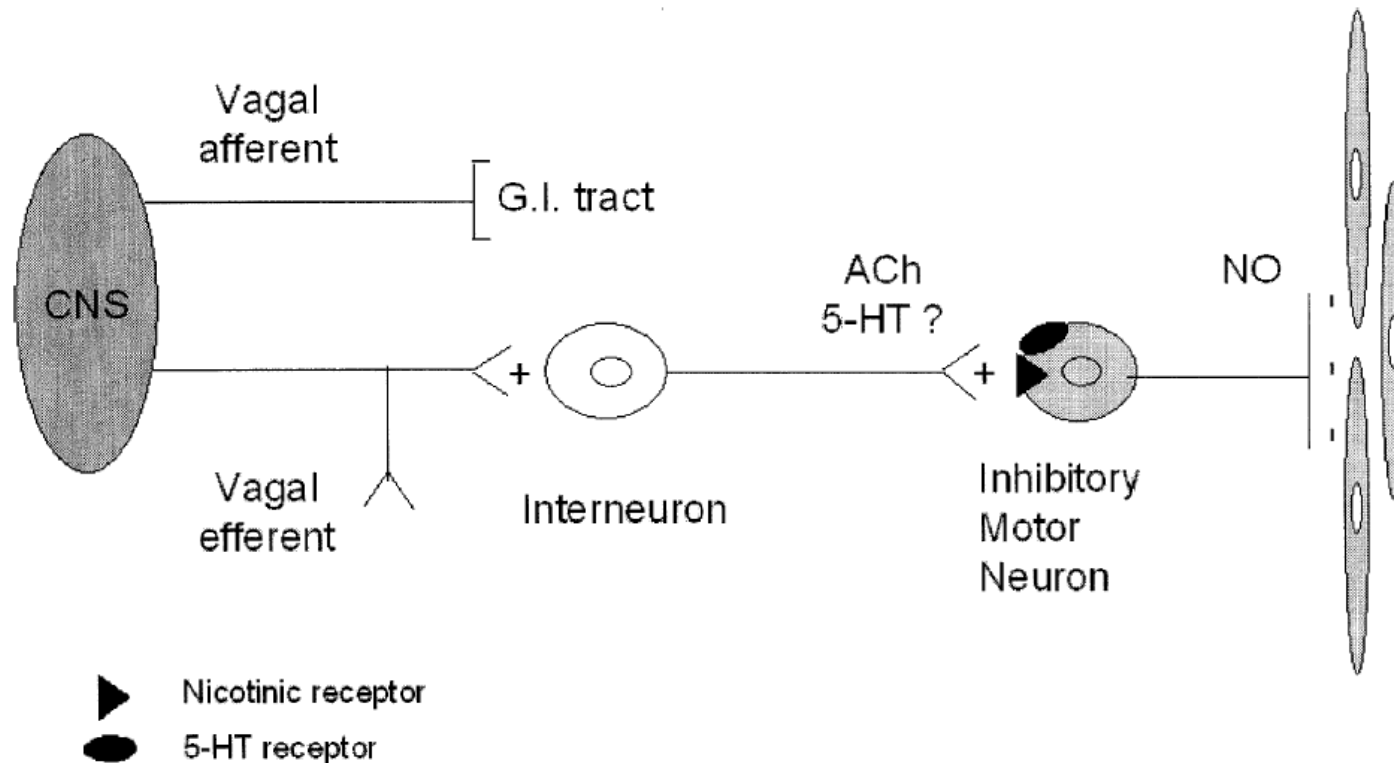 Vagal
afferent
G.I. tract
CNS
ACh
5-HT ?
NO
+
+
Vagal
efferent
Interneuron
Inhibitory
Motor
Neuron
Nicotinic receptor
5-HT receptor